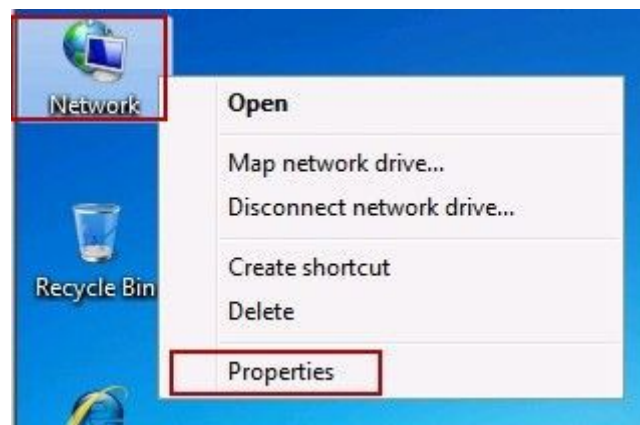 Network
Open
Map network drive...
Disconnect network drive...
Recycle Bin
Create shortcut
Delete
Properties